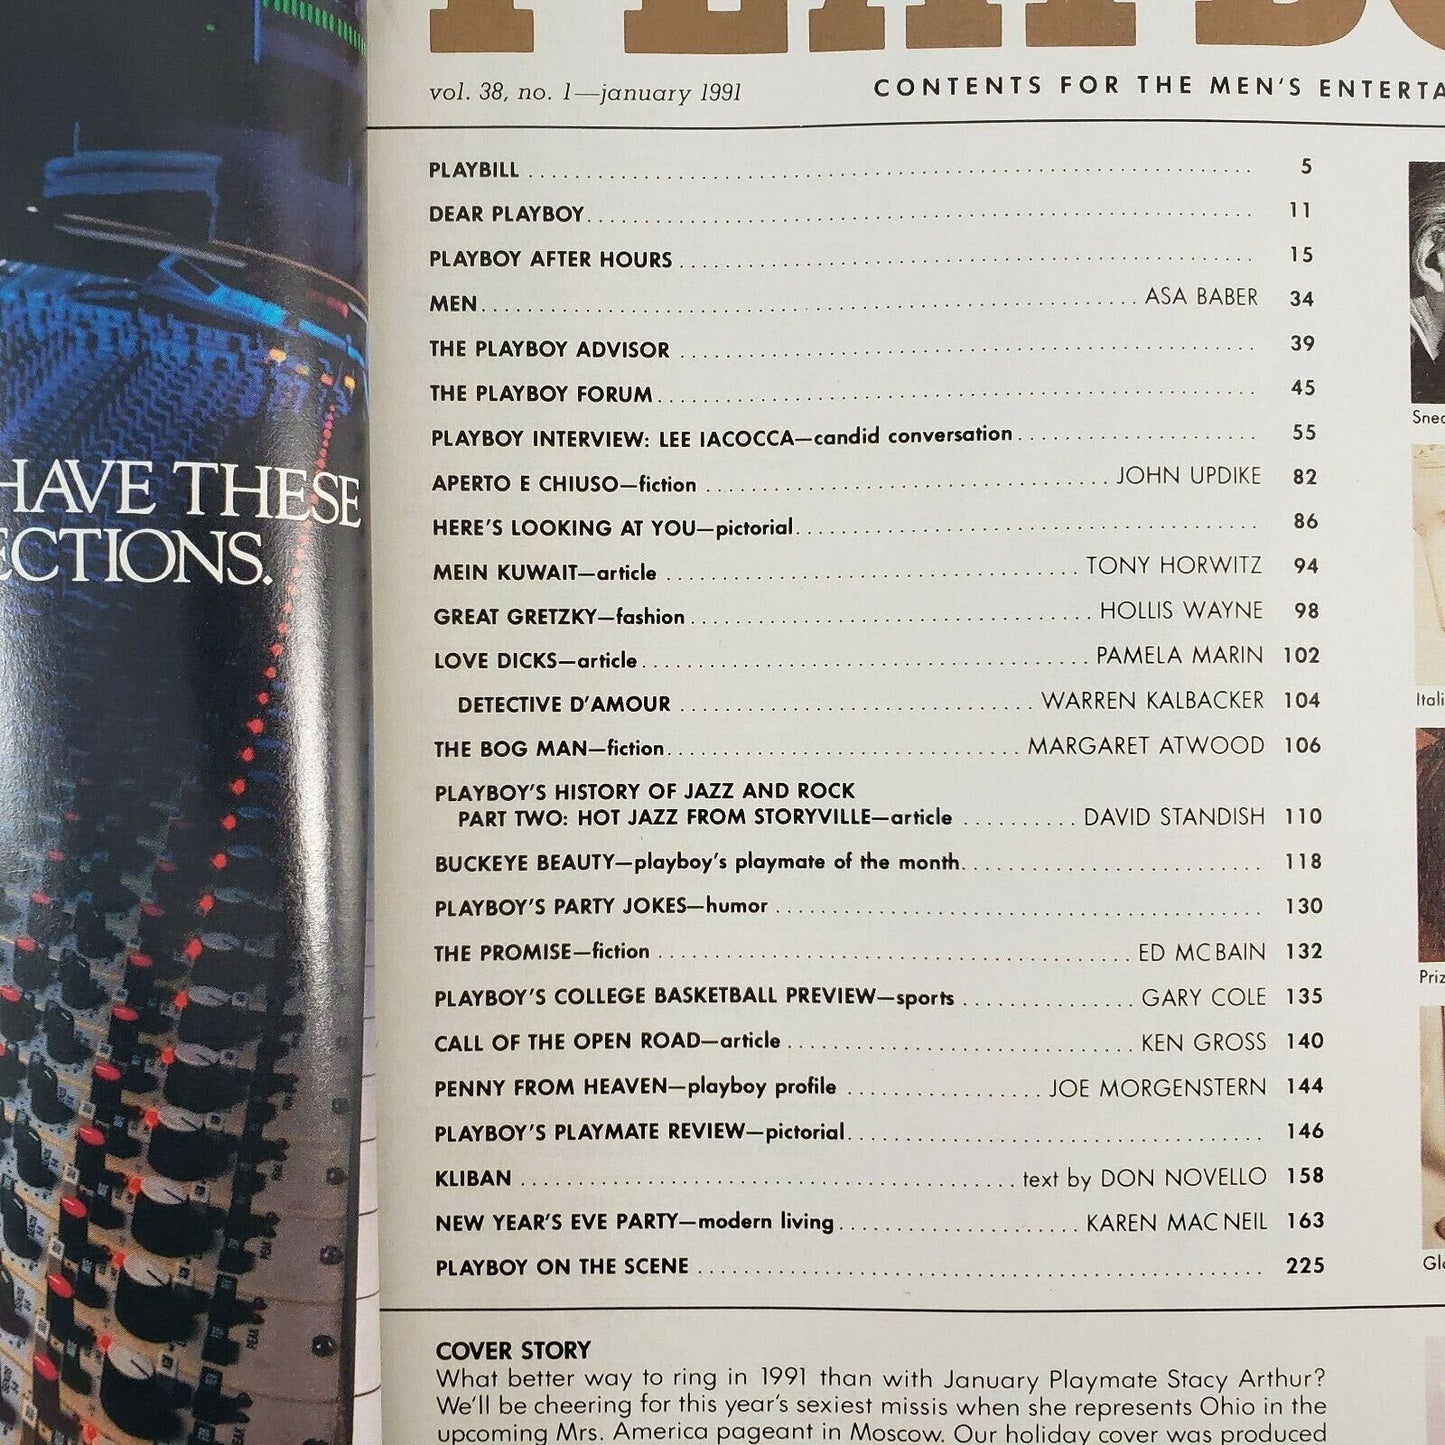 HAVE THESE
vol. 38, no. 1—january 1991
CONTENTS FOR THE MEN'S
PLAYBILL 5
DEAR PLAYBOY 11
PLAYBOY AFTER HOURS 15
MEN ASA BABER 34
THE PLAYBOY ADVISOR 39
THE PLAYBOY FORUM 45
PLAYBOY INTERVIEW: LEE IACOCCA—candid conversation 55
APERTO E CHIUSO—fiction JOHN UPDIKE 82
HERE'S LOOKING AT YOU—pictorial 86
MEIN KUWAIT—article TONY HORWITZ 94
GREAT GRETZKY—fashion HOLLIS WAYNE 98
LOVE DICKS—article PAMELA MARIN 102
DETECTIVE D'AMOUR WARREN KALBACKER 104
THE BOG MAN—fiction MARGARET ATWOOD 106
PLAYBOY'S HISTORY OF JAZZ AND ROCK
PART TWO: HOT JAZZ FROM STORYVILLE—article DAVID STANDISH 110
BUCKEYE BEAUTY—playboy's playmate of the month 118
PLAYBOY'S PARTY JOKES—humor 130
THE PROMISE—fiction ED MC BAIN 132
PLAYBOY'S COLLEGE BASKETBALL PREVIEW—sports GARY COLE 135
CALL OF THE OPEN ROAD—article KEN GROSS 140
PENNY FROM HEAVEN—playboy profile JOE MORGENSTERN 144
PLAYBOY'S PLAYMATE REVIEW—pictorial 146
KLIBAN text by DON NOVELLO 158
NEW YEAR'S EVE PARTY—modern living KAREN MAC NEIL 163
PLAYBOY ON THE SCENE 225
COVER STORY
What better way to ring in 1991 than with January Playmate Stacy Arthur?
We'll be cheering for this year's sexiest missis when she represents Ohio in the
upcoming Mrs. America pageant in Moscow. Our holiday cover was produced